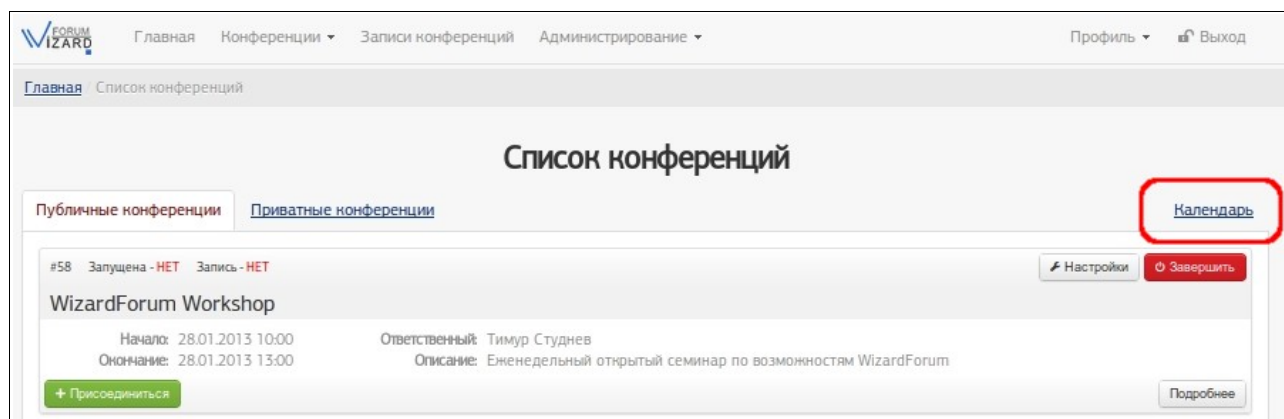 FORUM
WIZARD Главная Конференции Записи конференций Администрирование Профиль Выход
Главная / Список конференций
Список конференций
Публичные конференции Приватные конференции Календарь
#58 Запущена - НЕТ Запись - НЕТ Настройки Завершить
WizardForum Workshop
Начало: 28.01.2013 10:00 Ответственный: Тимур Студнев
Окончание: 28.01.2013 13:00 Описание: Еженедельный открытый семинар по возможностям WizardForum
+ Присоединиться Подробнее